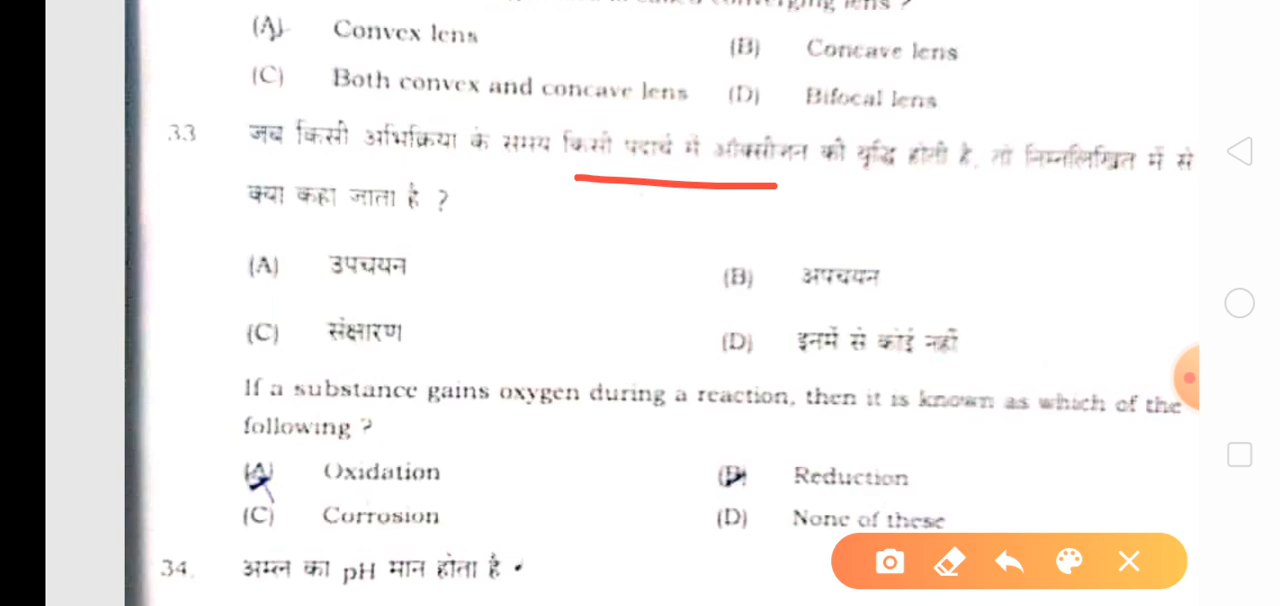 lens ?
(A) Convex lens (B) Concave lens
(C) Both convex and concave lens (D) Bifocal lens
33 जब किसी अभिक्रिया के समय किसी पदार्थ में ऑक्सीजन की वृद्धि होती है, तो निम्नलिखित में से
क्या कहा जाता है ?
(A) उपचयन (B) अपचयन
(C) संक्षारण (D) इनमें से कोई नहीं
If a substance gains oxygen during a reaction, then it is known as which of the
following ?
(A) Oxidation (B) Reduction
(C) Corrosion (D) None of these
34. अम्ल का pH मान होता है